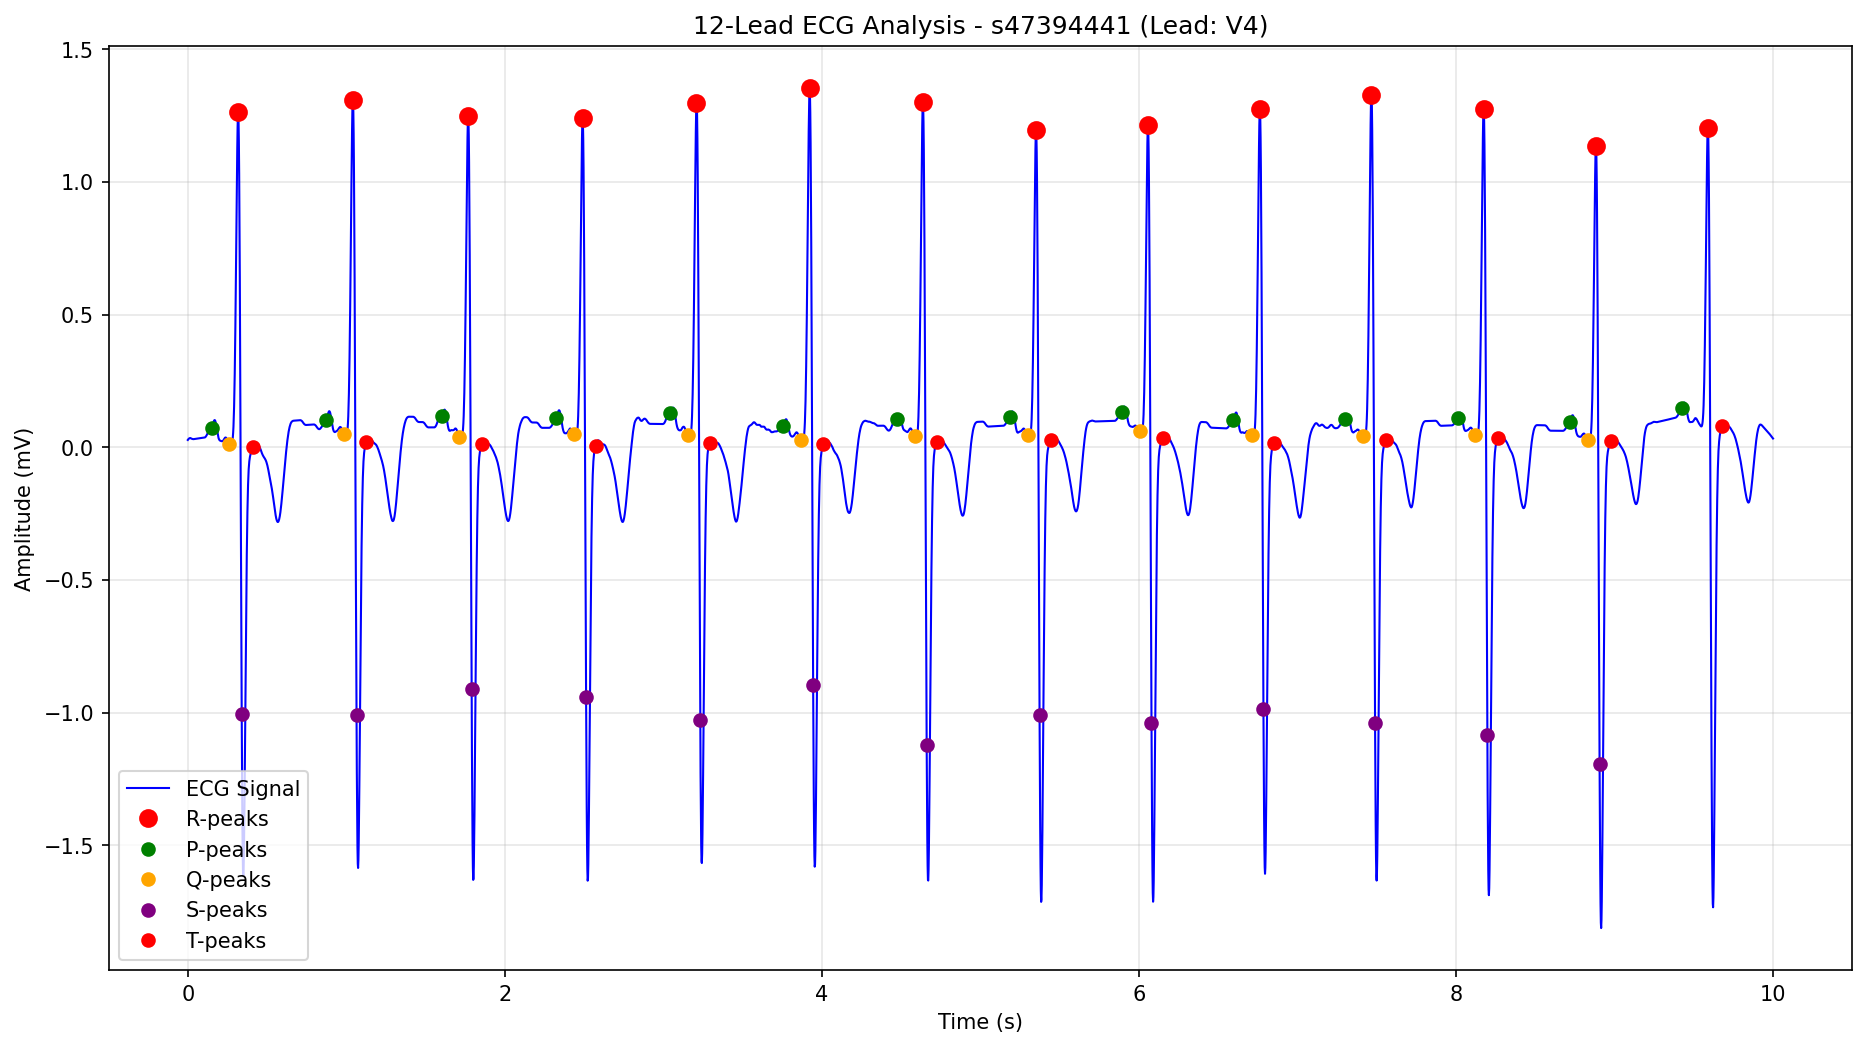 12-Lead ECG Analysis - s47394441 (Lead: V4)
1.5
1.0
0.5
0.0
−0.5
−1.0
−1.5
Amplitude (mV)
ECG Signal
R-peaks
P-peaks
Q-peaks
S-peaks
T-peaks
0 2 4 6 8 10
Time (s)